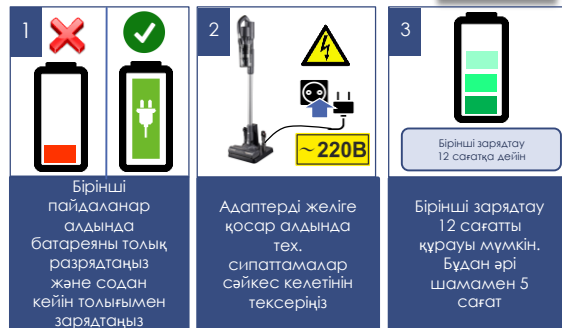 1
Бірінші
пайдаланар
алдында
батареяны толық
разрядтаңыз
және содан
кейін толығымен
зарядтаңыз
2
~220В
Адаптерді желіге
қосар алдында
тех.
сипаттамалар
сәйкес келетінін
тексеріңіз
3
Бірінші зарядтау
12 сағатқа дейін
Бірінші зарядтау
12 сағатты
құрауы мүмкін.
Бұдан әрі
шамамен 5
сағат